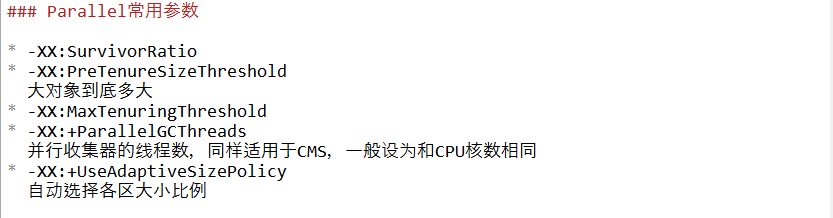 ### Parallel常用参数
* -XX:SurvivorRatio
* -XX:PreTenureSizeThreshold
大对象到底多大
* -XX:MaxTenuringThreshold
* -XX:+ParallelGCThreads
并行收集器的线程数，同样适用于CMS，一般设为和CPU核数相同
* -XX:+UseAdaptiveSizePolicy
自动选择各区大小比例